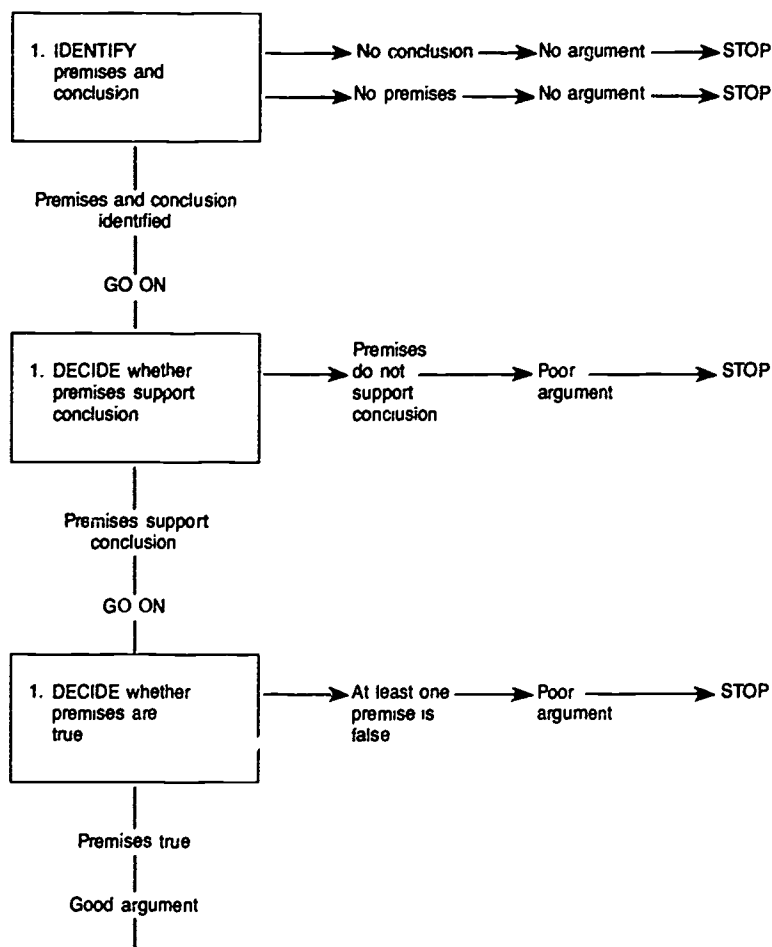 1. IDENTIFY
premises and
conclusion
No conclusion
No argument
STOP
No premises
No argument
STOP
Premises and conclusion
identified
GO ON
1. DECIDE whether
premises support
conclusion
Premises
do not
support
conclusion
Poor
argument
STOP
Premises support
conclusion
GO ON
1. DECIDE whether
premises are
true
At least one
premise is
false
Poor
argument
STOP
Premises true
Good argument